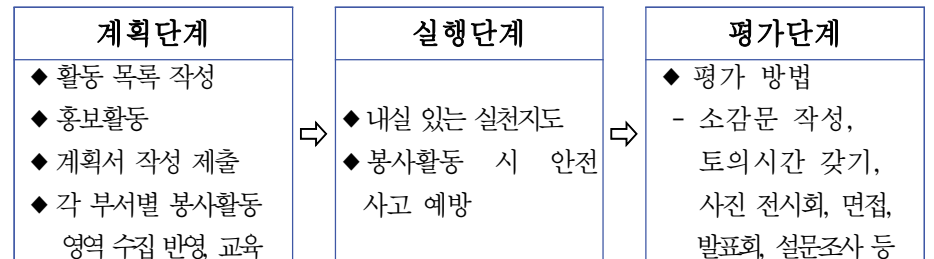 계획단계
◆ 활동 목록 작성
◆ 홍보활동
◆ 계획서 작성 제출
◆ 각 부서별 봉사활동
영역 수집 반영, 교육
⇨
실행단계
◆ 내실 있는 실천지도
◆ 봉사활동 시 안전
사고 예방
⇨
평가단계
◆ 평가 방법
- 소감문 작성,
토의시간 갖기,
사진 전시회, 면접,
발표회, 설문조사 등